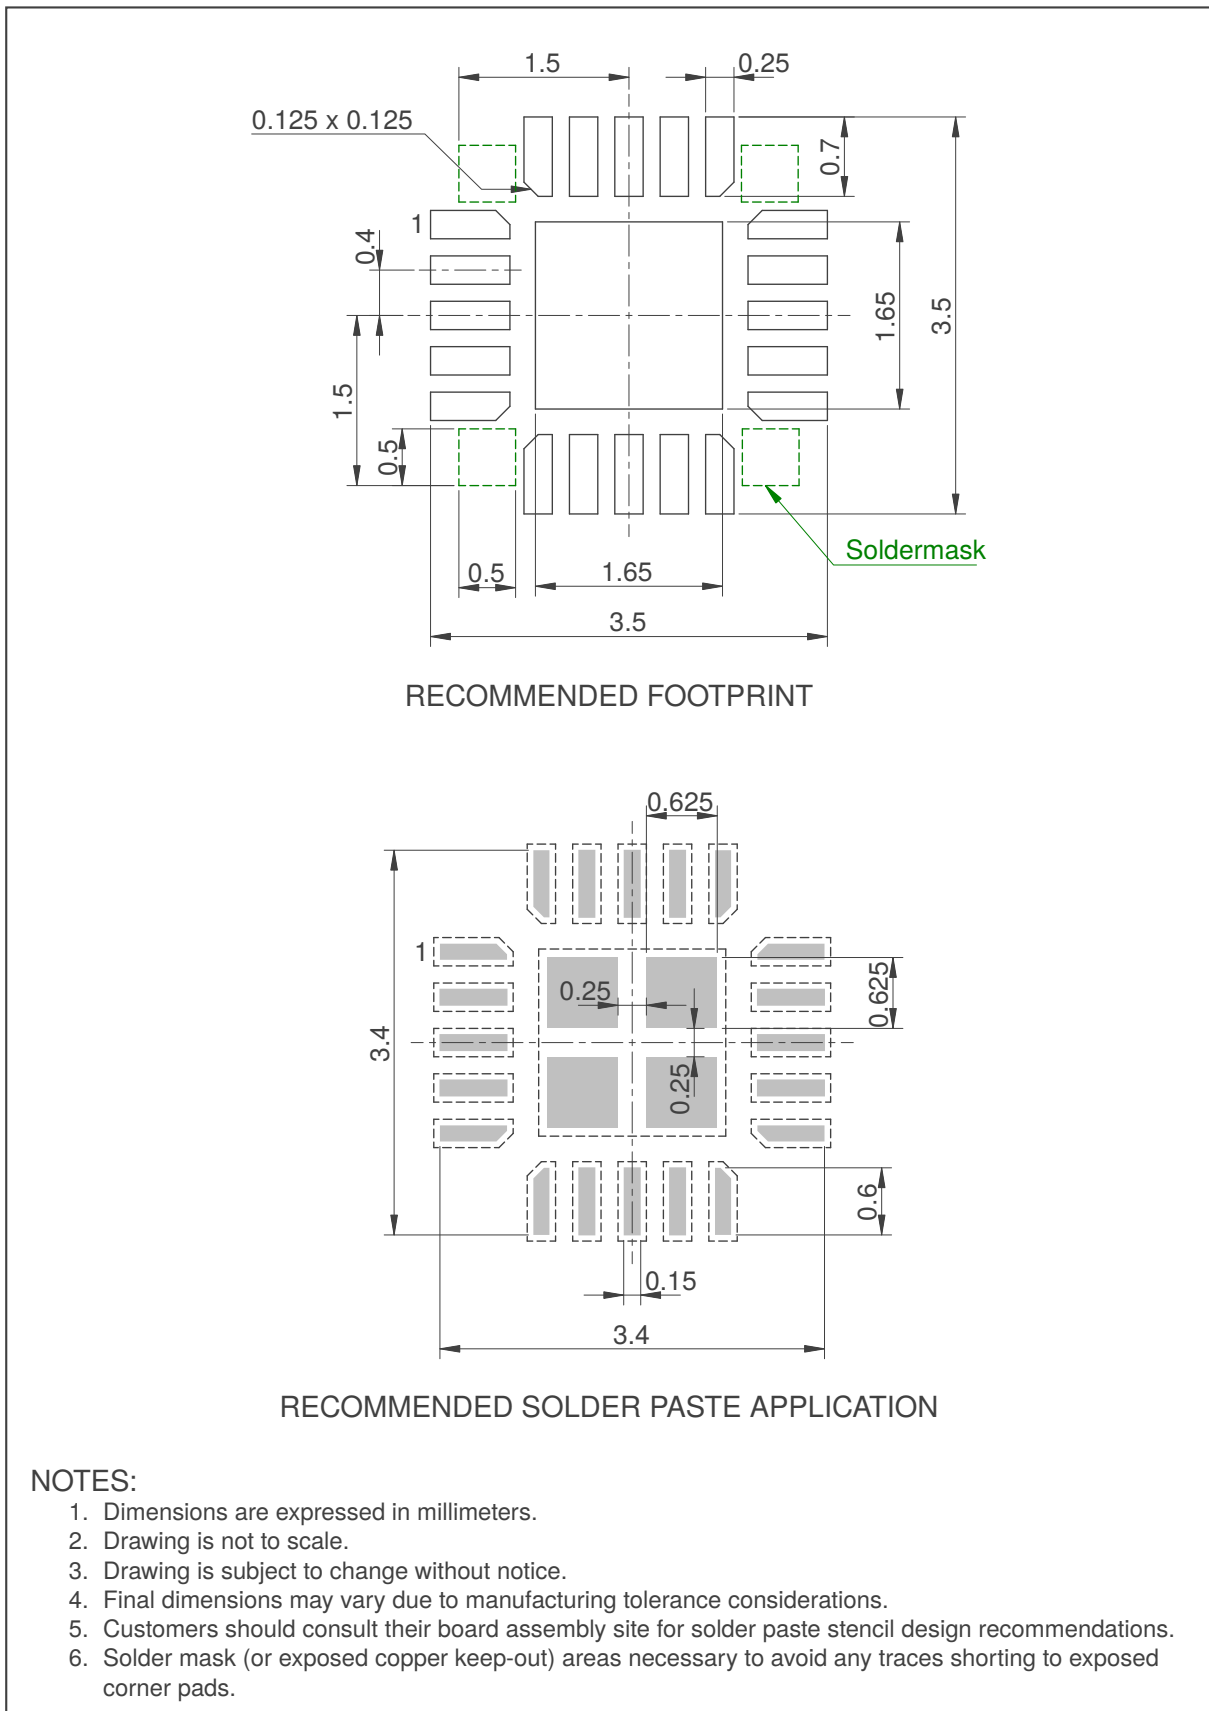 1.5
0.25
0.125 x 0.125
0.7
1
0.4
1.65
3.5
1.5
0.5
Soldermask
0.5
1.65
3.5
RECOMMENDED FOOTPRINT
0.625
1
0.25
0.625
3.4
0.25
0.6
0.15
3.4
RECOMMENDED SOLDER PASTE APPLICATION
NOTES:
1. Dimensions are expressed in millimeters.
2. Drawing is not to scale.
3. Drawing is subject to change without notice.
4. Final dimensions may vary due to manufacturing tolerance considerations.
5. Customers should consult their board assembly site for solder paste stencil design recommendations.
6. Solder mask (or exposed copper keep-out) areas necessary to avoid any traces shorting to exposed
corner pads.